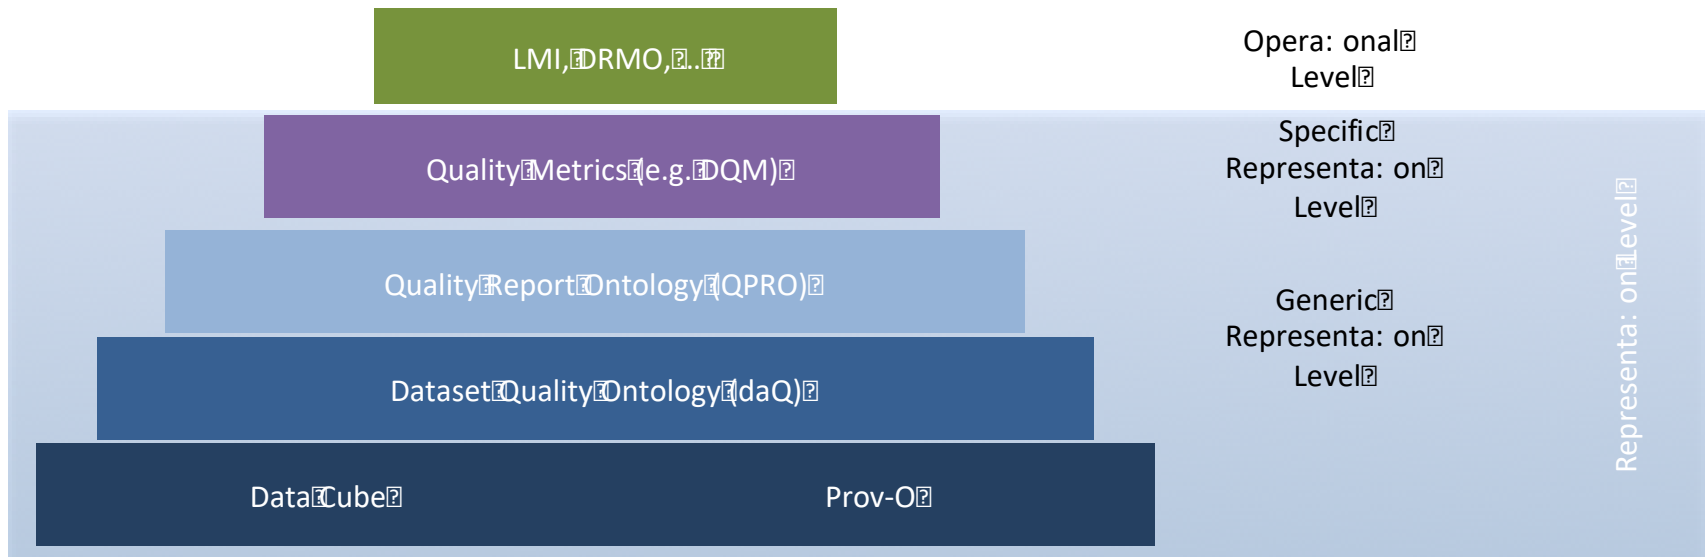 LMI,⍰DRMO,⍰..⍰⍰
Opera: onal⍰
Level⍰
Quality⍰Metrics⍰(e.g.⍰DQM)⍰
Specific⍰
Representa: on⍰
Level⍰
Quality⍰Report⍰Ontology⍰(QPRO)⍰
Dataset⍰Quality⍰Ontology⍰(daQ)⍰
Generic⍰
Representa: on⍰
Level⍰
Data⍰Cube⍰
Prov-O⍰
Representa: on⍰Level⍰